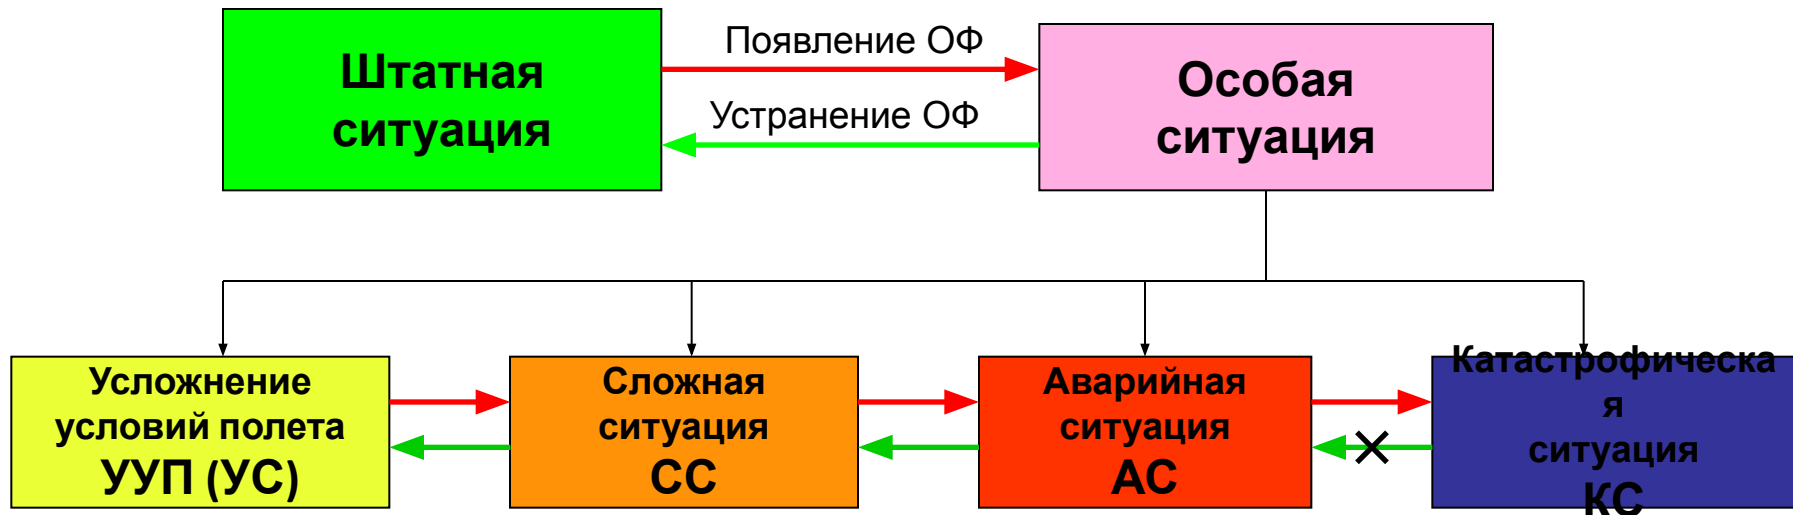 Штатная
ситуация
Появление ОФ
Устранение ОФ
Особая
ситуация
Усложнение
условий полета
УУП (УС)
Сложная
ситуация
СС
Аварийная
ситуация
АС
Катастрофическа
я
ситуация
КС